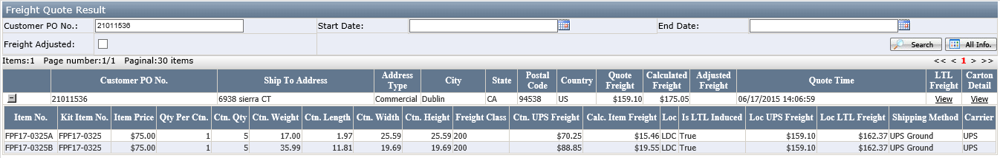 Freight Quote Result
Customer PO No.: 21011536 Start Date: End Date:
Freight Adjusted: Search All Info.
Items:1 Page number:1/1 Paginal:30 items << < 1 > >>
Customer PO No. Ship To Address Address Type City State Postal Code Country Quote Freight Calculated Freight Adjusted Freight Quote Time LTL Freight Carton Detail
21011536 6938 sierra CT Commercial Dublin CA 94538 US $159.10 $175.05 06/17/2015 14:06:59 View View
Item No. Kit Item No. Item Price Qty Per Ctn. Ctn. Qty Ctn. Weight Ctn. Length Ctn. Width Ctn. Height Freight Class Ctn. UPS Freight Calc. Item Freight Loc Is LTL Induced Loc UPS Freight Loc LTL Freight Shipping Method Carrier
FPF17-0325A FPF17-0325 $75.00 1 5 17.00 1.97 25.59 25.59 200 $70.25 $15.46 LDC True $159.10 $162.37 UPS Ground UPS
FPF17-0325B FPF17-0325 $75.00 1 5 35.99 11.81 19.69 19.69 200 $88.85 $19.55 LDC True $159.10 $162.37 UPS Ground UPS